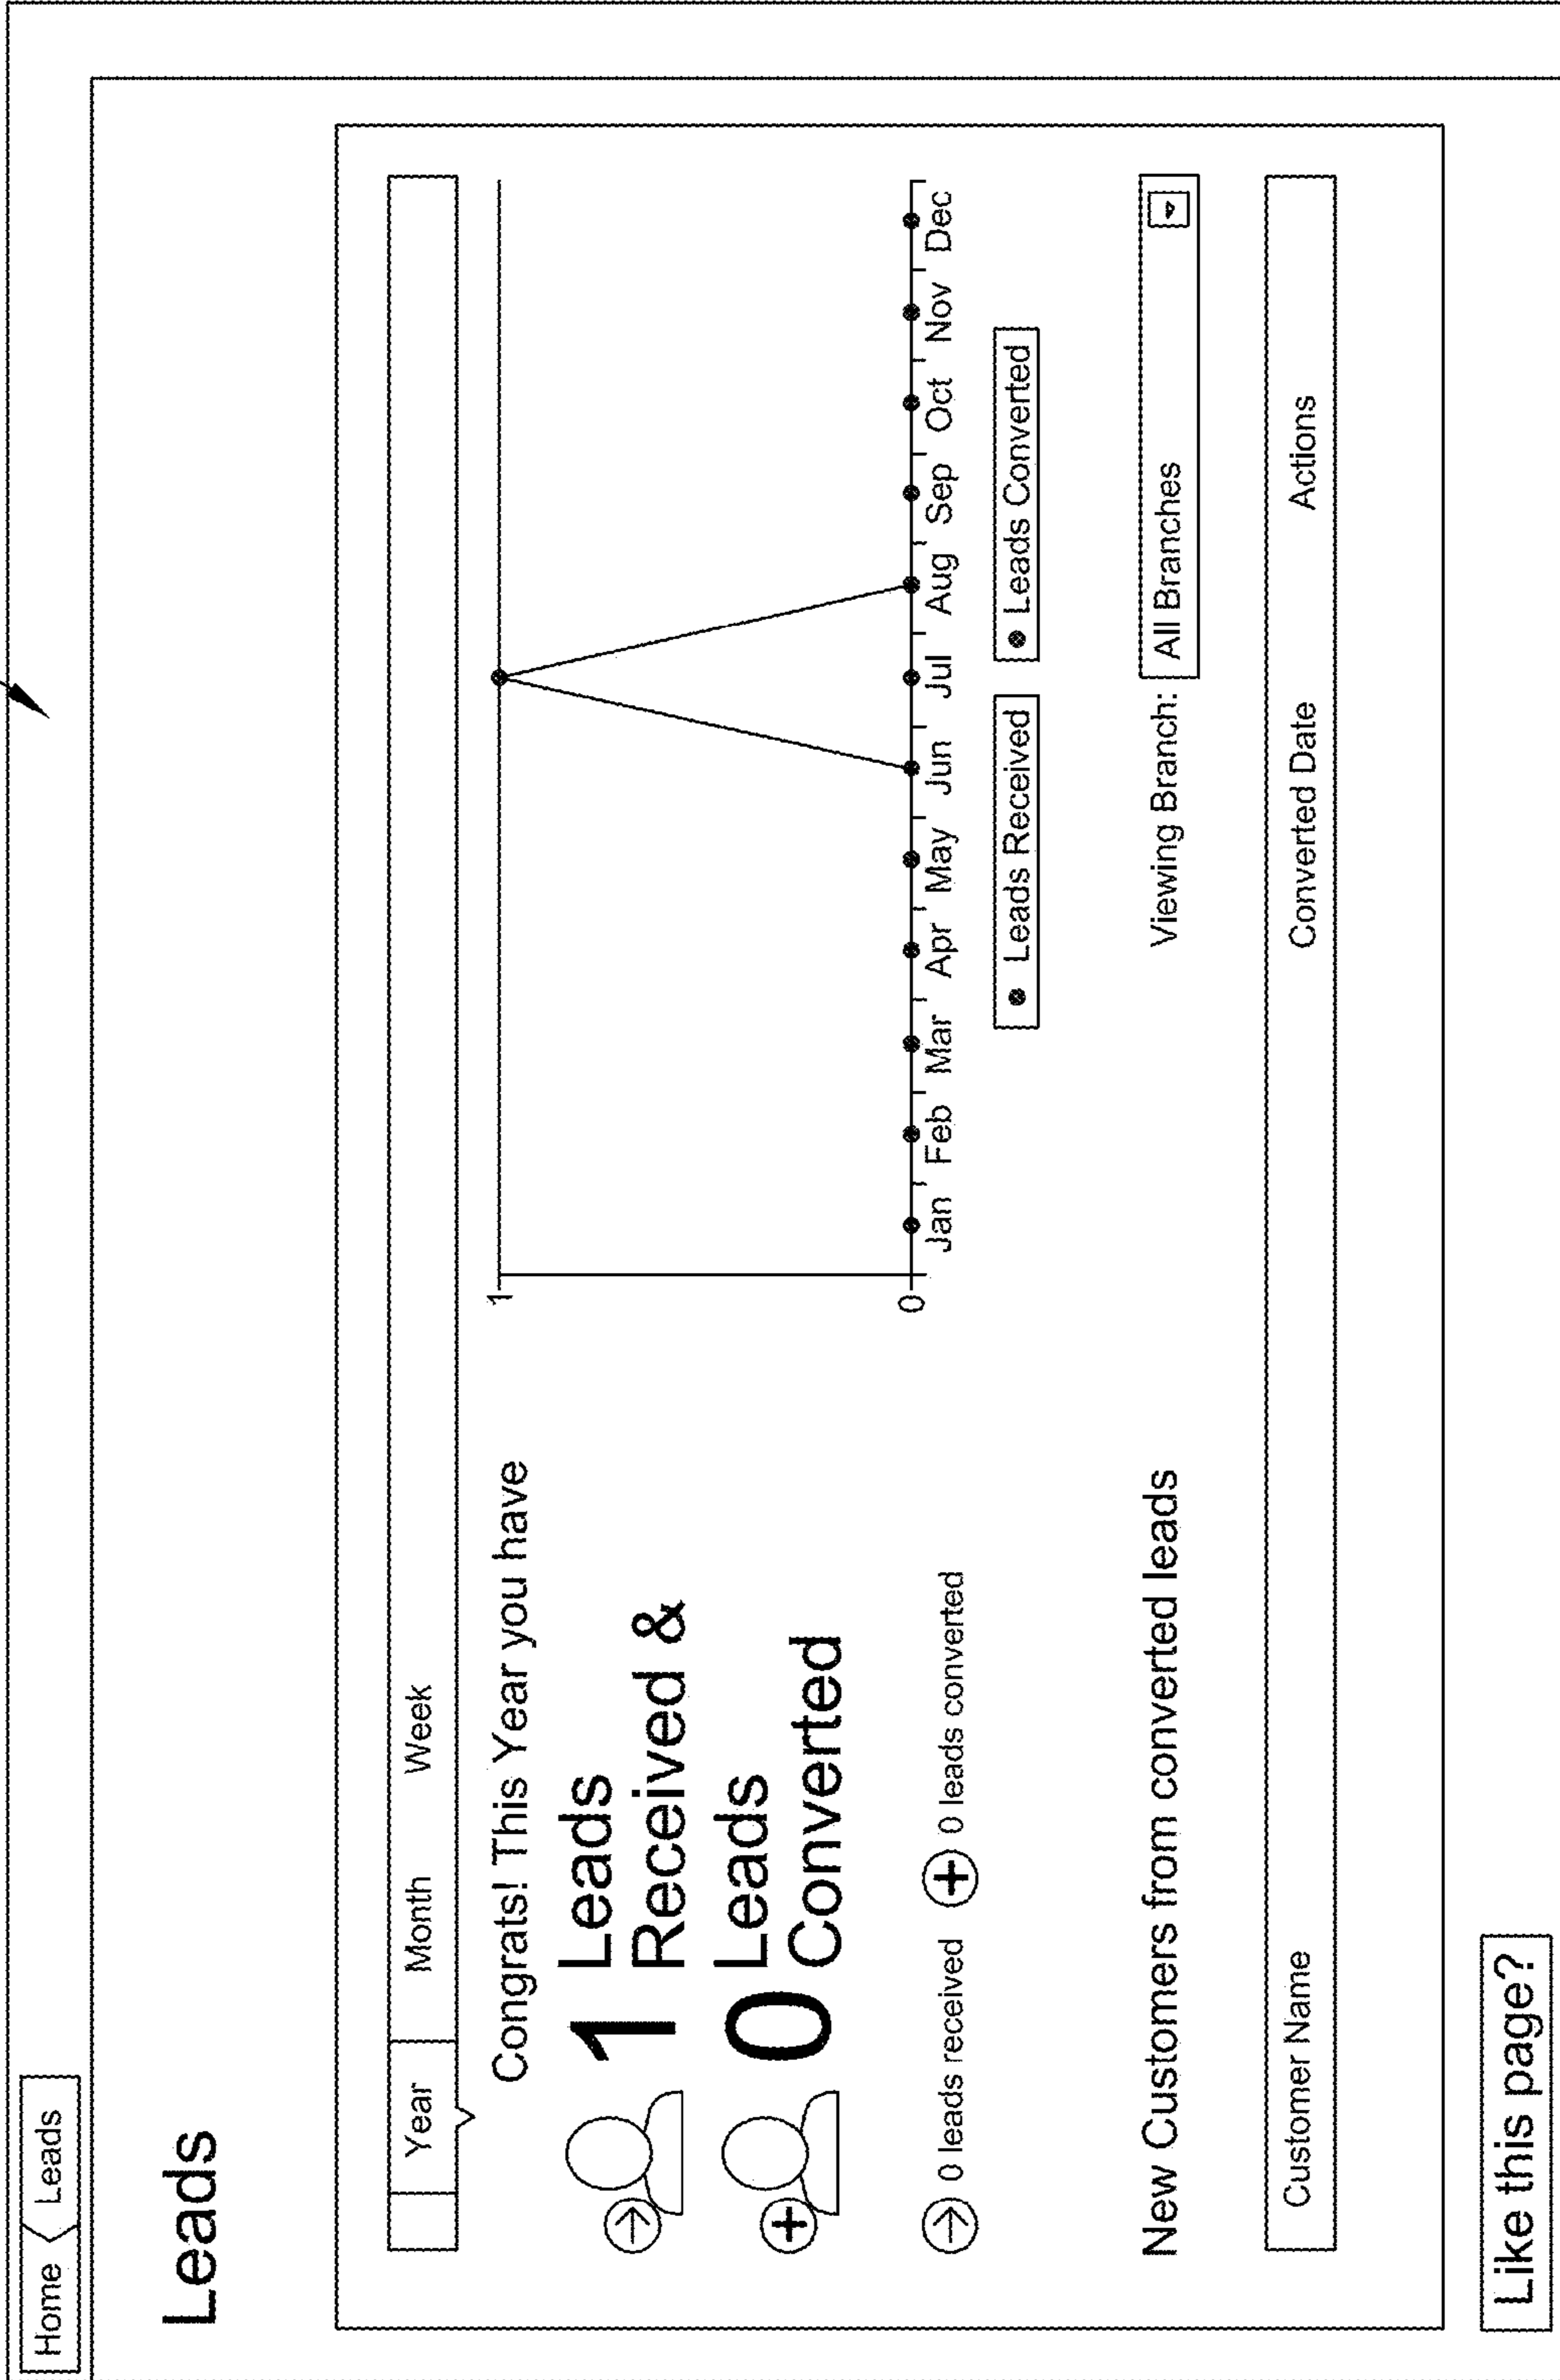 Home Leads
Leads
Year Month Week
Congrats! This Year you have
1 Leads
Received &
0 Leads
Converted
0 leads received 0 leads converted
1
0
Jan Feb Mar Apr May Jun Jul Aug Sep Oct Nov Dec
Leads Received Leads Converted
New Customers from converted leads
Viewing Branch: All Branches
Customer Name Converted Date Actions
Like this page?